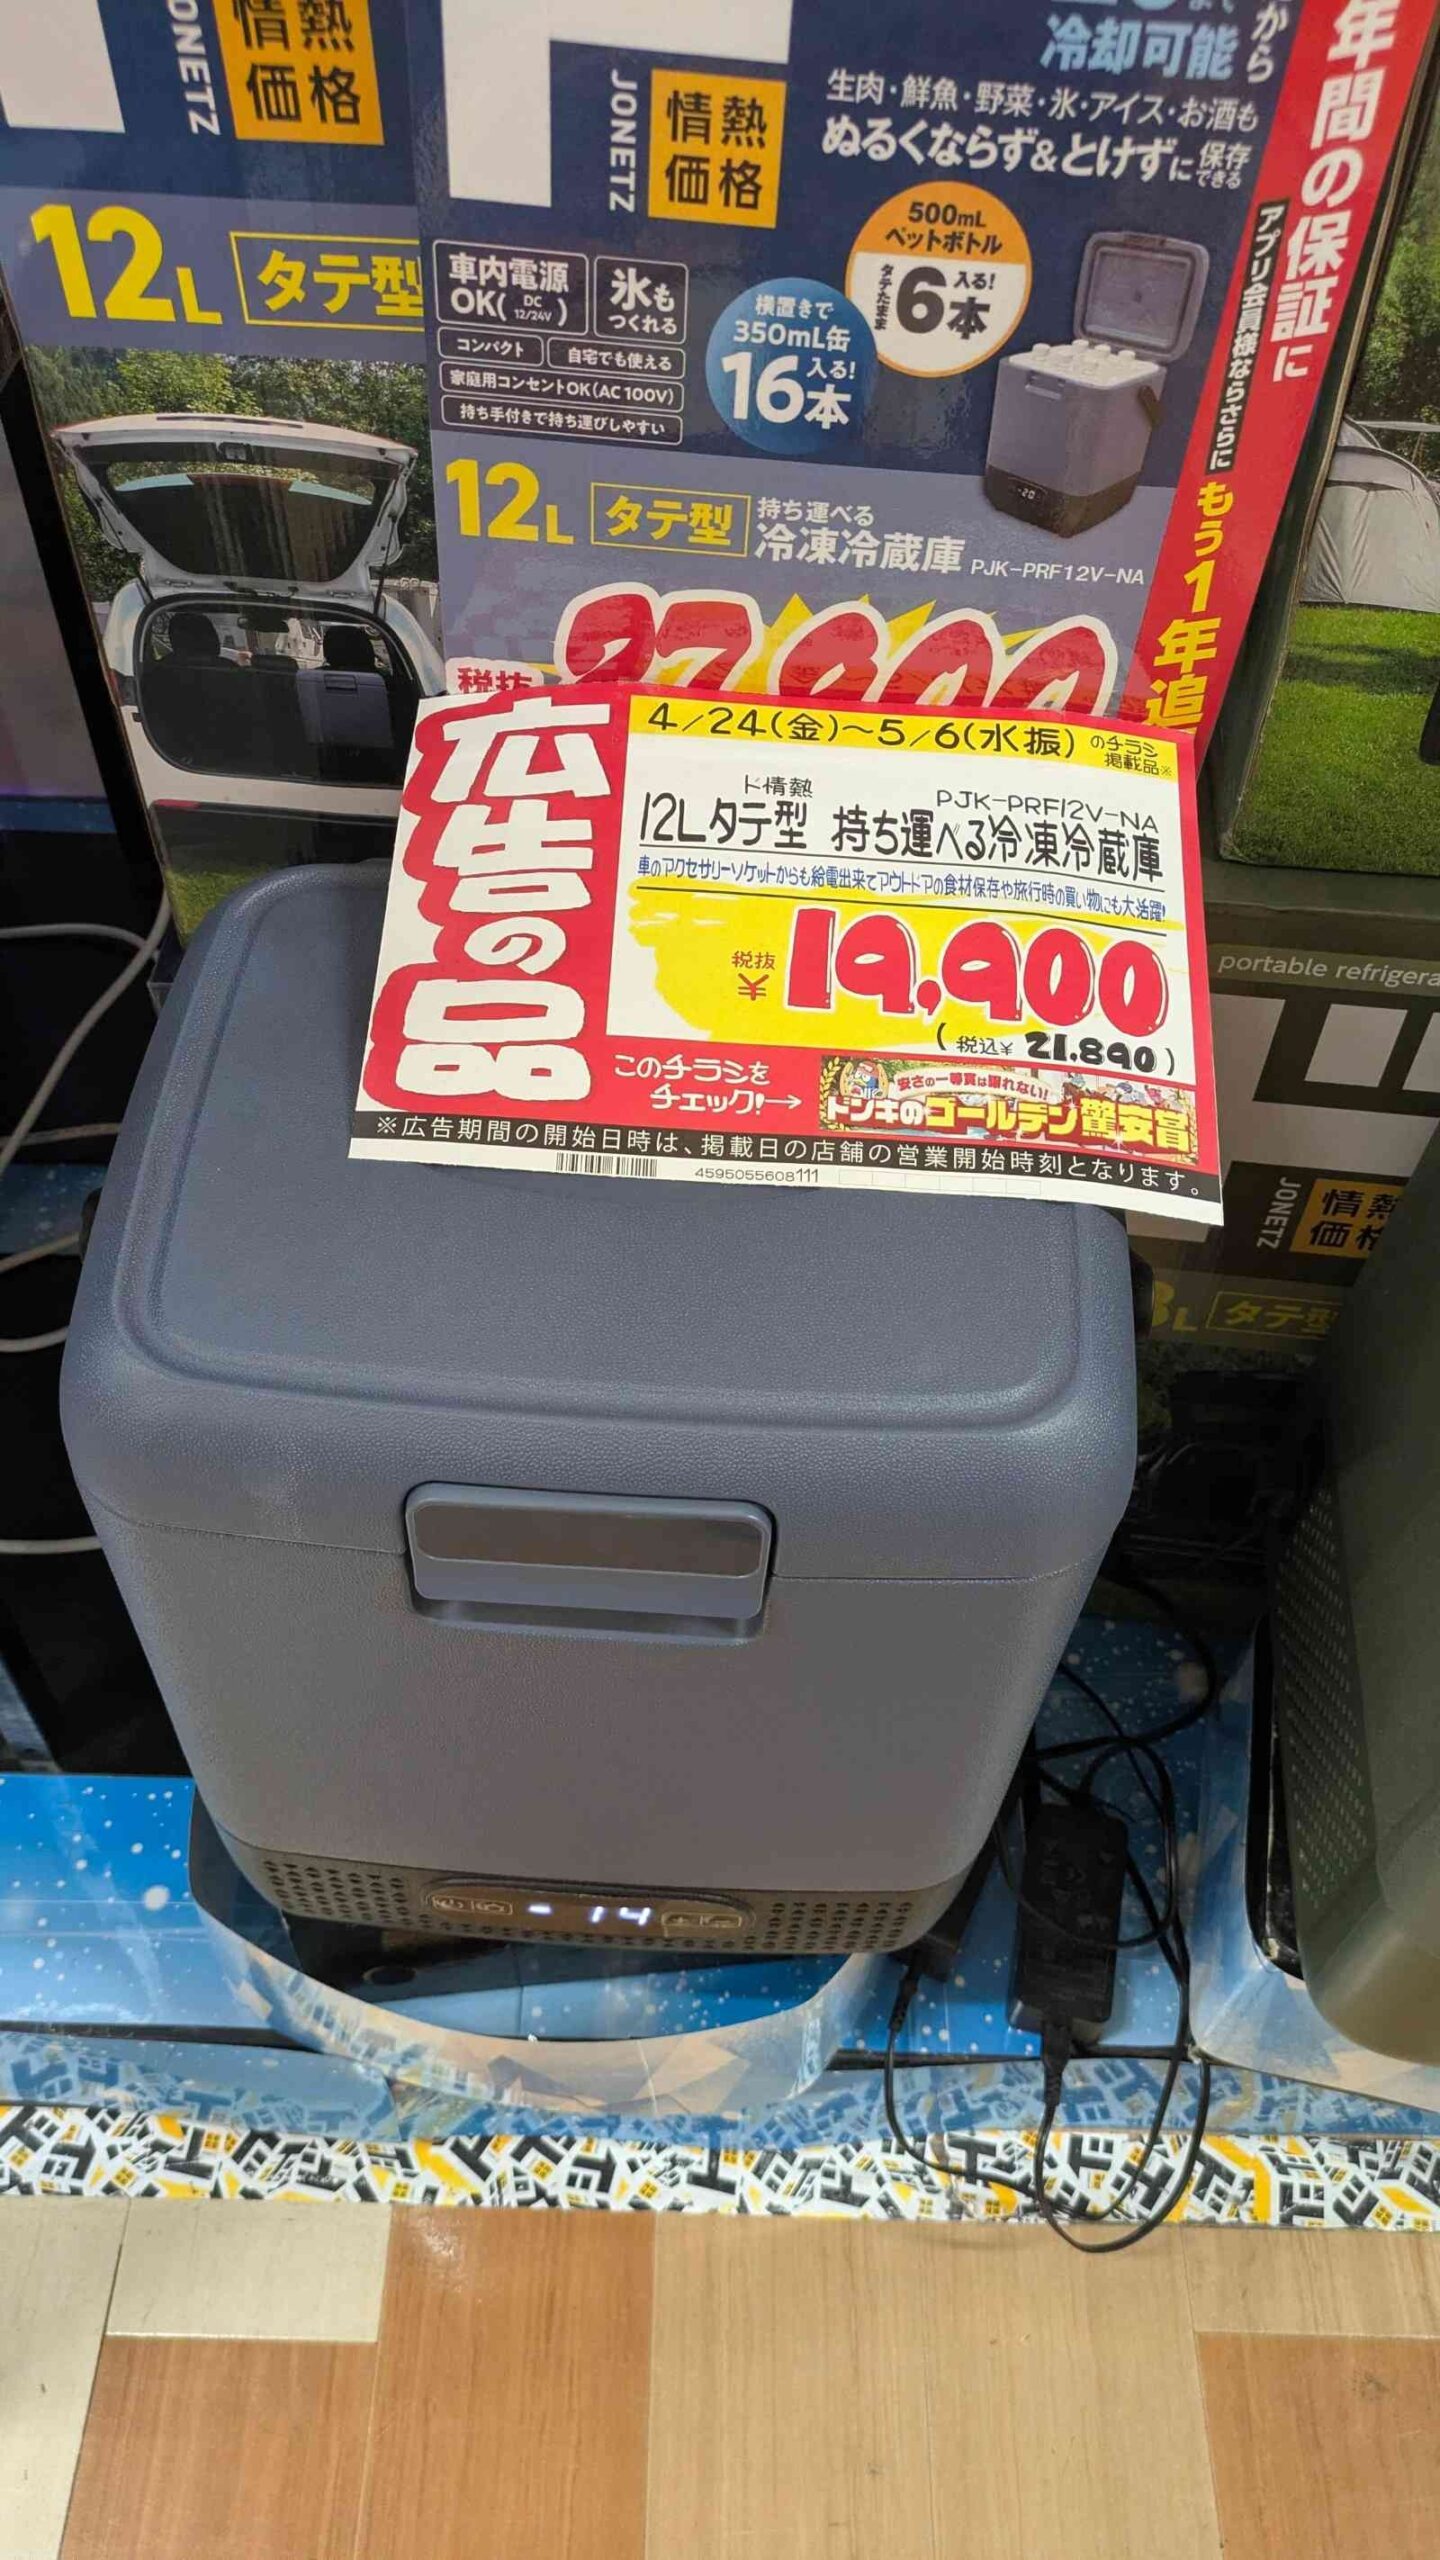 情熱
価格
JONETZ
12L タテ型
冷却可能
から
生肉・鮮魚・野菜・氷・アイス・お酒も
ぬるくならず&とけずに保存できる
情熱
価格
JONETZ
500mL
ペットボトル
タテたまま
6本
入る!
車内電源
OK(DC 12/24V)
氷も
つくれる
コンパクト
自宅でも使える
家庭用コンセントOK(AC100V)
持ち手付きで持ち運びしやすい
横置きで
350mL缶
16本
入る!
-20
12L タテ型 持ち運べる
冷凍冷蔵庫 PJK-PRF12V-NA
税抜
年間の保証に
アプリ会員様ならさらに
もう1年追
広告の品
4/24(金)~5/6(水振)のチラシ掲載品※
ド情熱
PJK-PRF12V-NA
12Lタテ型 持ち運べる冷凍冷蔵庫
車のアクセサリーソケットからも給電出来てアウトドアの食材保存や旅行時の買い物にも大活躍!
税抜
¥19,900
(税込¥21,890)
このチラシを
チェック!→
安さの一等賞は譲れない!
ドンキのゴールデン驚安賞
※広告期間の開始日時は、掲載日の店舗の営業開始時刻となります。
4595055608111
portable refrigera
JONETZ
情熱
価格
L タテ型
-14